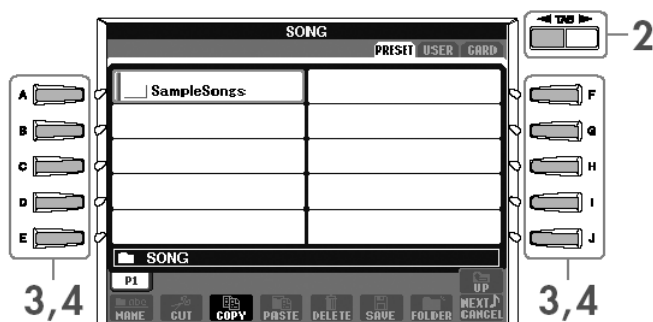 SONG
TAB
PRESET USER CARD
2
SampleSongs
A
B
C
D
E
F
G
H
I
J
SONG
P1
UP
3,4
3,4
NAME CUT COPY PASTE DELETE SAVE FOLDER NEXT
CANCEL